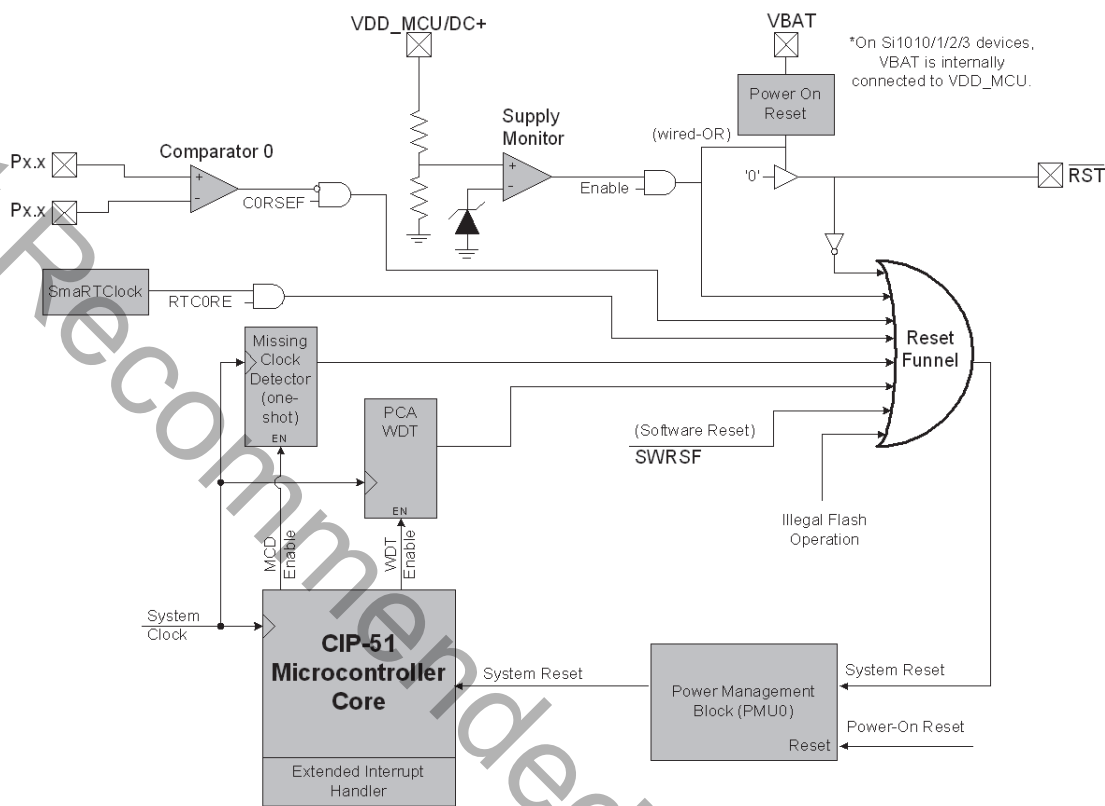 VDD_MCU/DC+
VBAT
*On Si1010/1/2/3 devices,
VBAT is internally
connected to VDD_MCU.
Power On
Reset
Supply
Monitor
(wired-OR)
Comparator 0
Px.x
Px.x
+
-
+
-
C0RSEF
Enable
'0'
RST
SmaRTClock
RTC0RE
Missing
Clock
Detector
(one-
shot)
EN
PCA
WDT
EN
Reset
Funnel
(Software Reset)
SWRSF
Illegal Flash
Operation
MCD
Enable
WDT
Enable
System
Clock
CIP-51
Microcontroller
Core
Extended Interrupt
Handler
System Reset
Power Management
Block (PMU0)
Reset
System Reset
Power-On Reset
Recommended